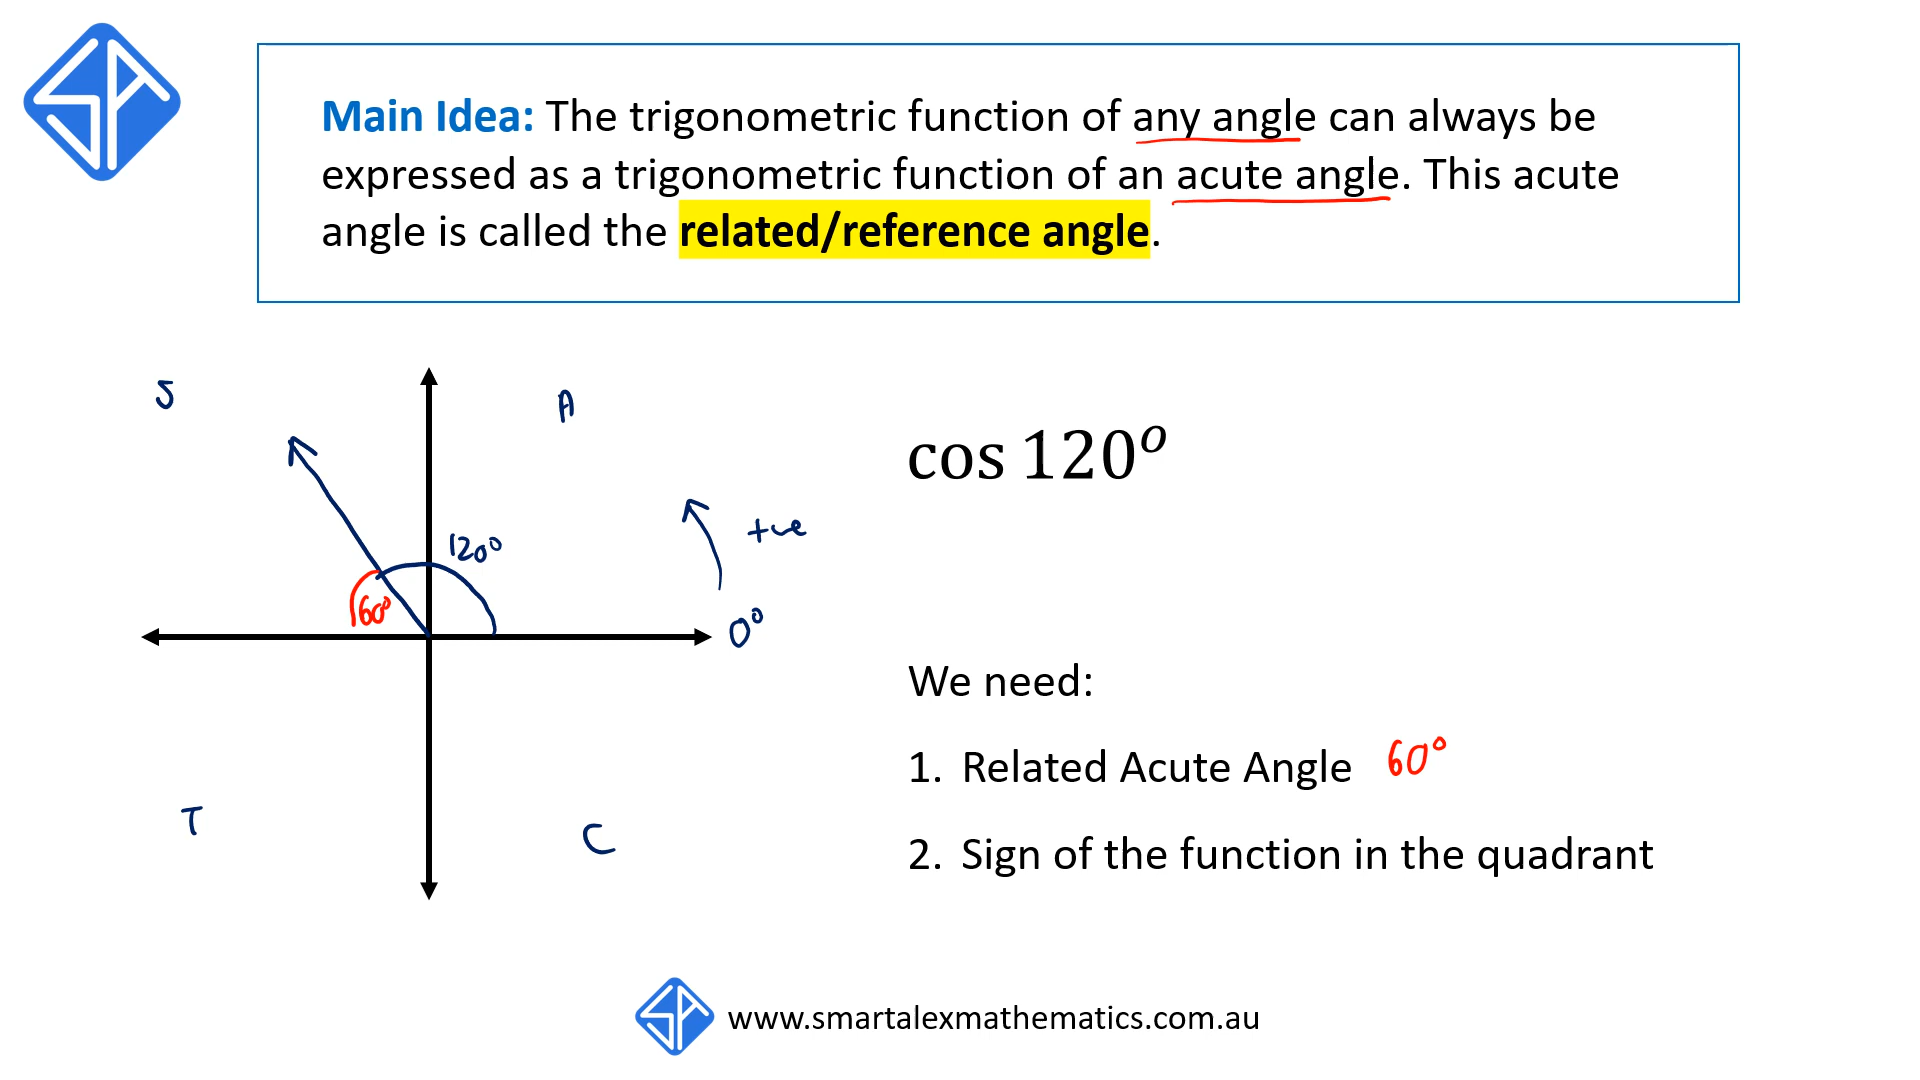 Main Idea: The trigonometric function of any angle can always be
expressed as a trigonometric function of an acute angle. This acute
angle is called the related/reference angle.
S
A
cos 120°
+ve
120°
60°
0°
We need:
1. Related Acute Angle 60°
2. Sign of the function in the quadrant
T
C
www.smartalexmathematics.com.au